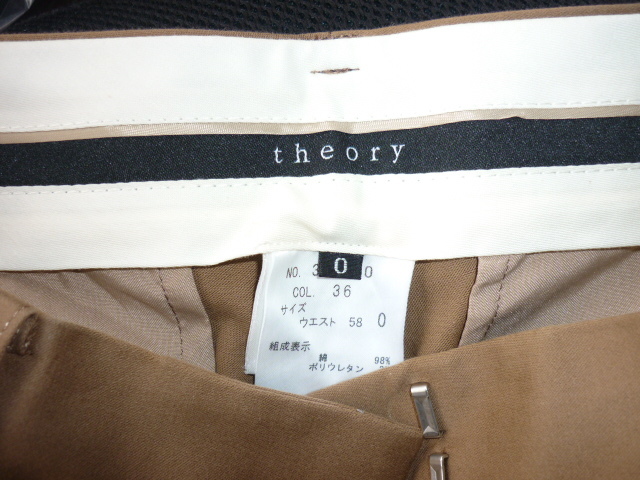 theory
0
NO. 3 0
COL. 36
サイズ
ウエスト 58 0
組成表示
綿 98%
ポリウレタン